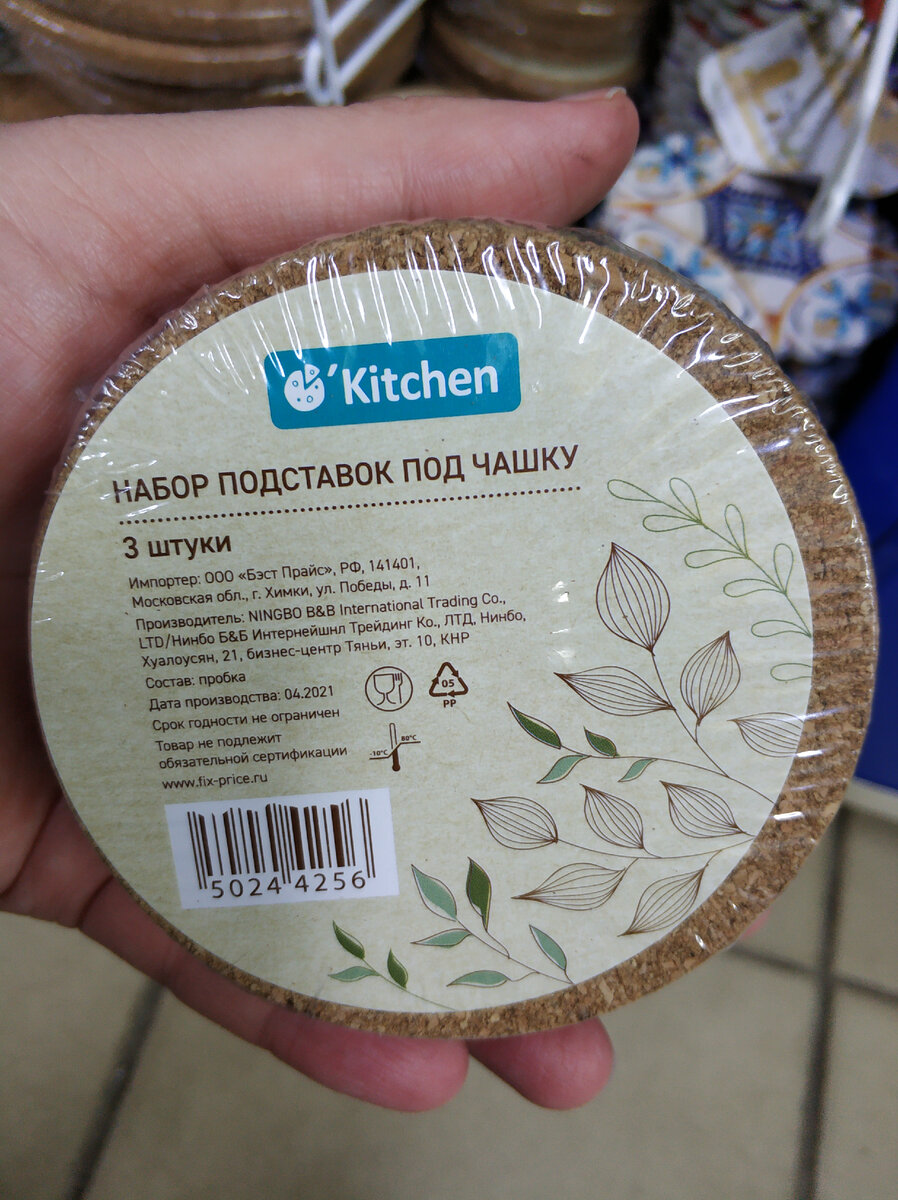 'Kitchen
НАБОР ПОДСТАВОК ПОД ЧАШКУ
3 штуки
Импортер: ООО «Бэст Прайс», РФ, 141401,
Московская обл., г. Химки, ул. Победы, д. 11
Производитель: NINGBO B&B International Trading Co.,
LTD/Нинбо Б&Б Интернейшнл Трейдинг Ко., ЛТД, Нинбо,
Хуалоусян, 21, бизнес-центр Тяньи, эт. 10, КНР
Состав: пробка
Дата производства: 04.2021
Срок годности не ограничен
Товар не подлежит
обязательной сертификации
www.fix-price.ru
05
PP
80°C
-10°C
5024 4256